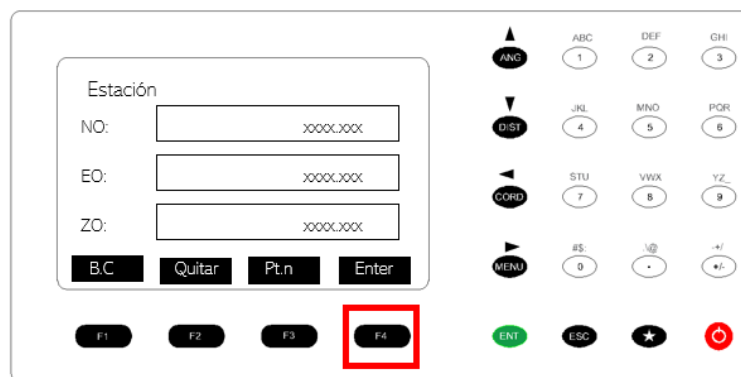 Estación
NO: xxxx.xxx
EO: xxxx.xxx
ZO: xxxx.xxx
B.C Quitar Pt.n Enter
F1 F2 F3 F4
ABC DEF GHI
ANG 1 2 3
JKL MNO PQR
DIST 4 5 6
STU VWX YZ_
CORD 7 8 9
#$: .\@ -+/
MENU 0 . +/-
ENT ESC